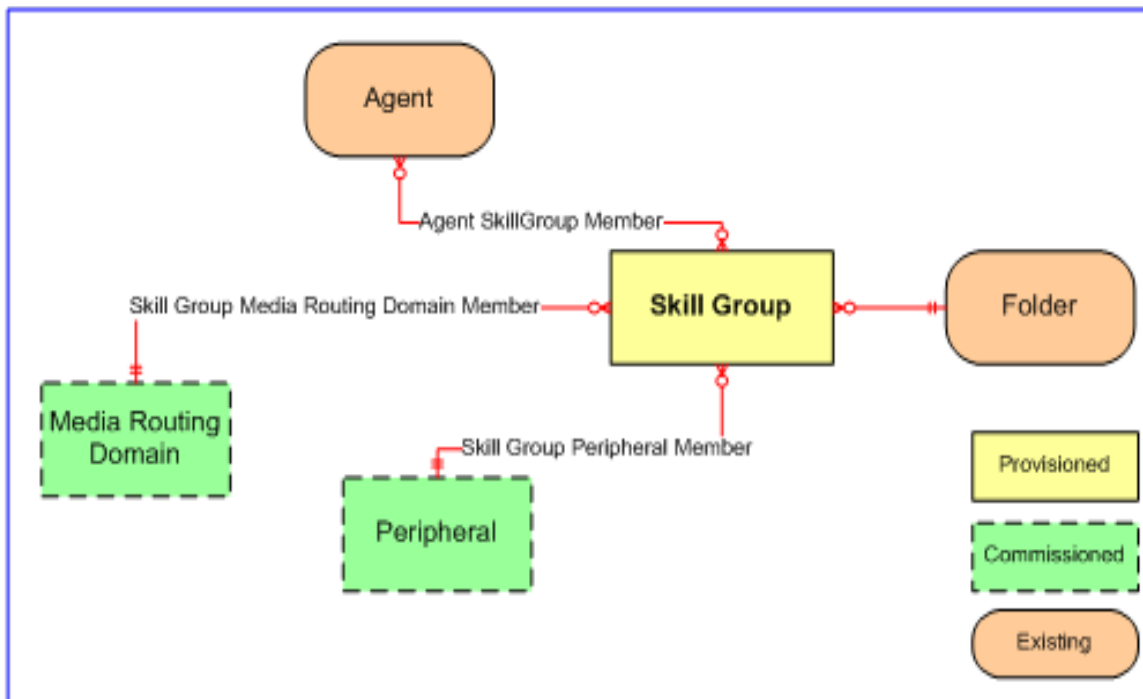 Agent
Agent SkillGroup Member
Skill Group Media Routing Domain Member
Skill Group
Folder
Media Routing
Domain
Skill Group Peripheral Member
Peripheral
Provisioned
Commissioned
Existing